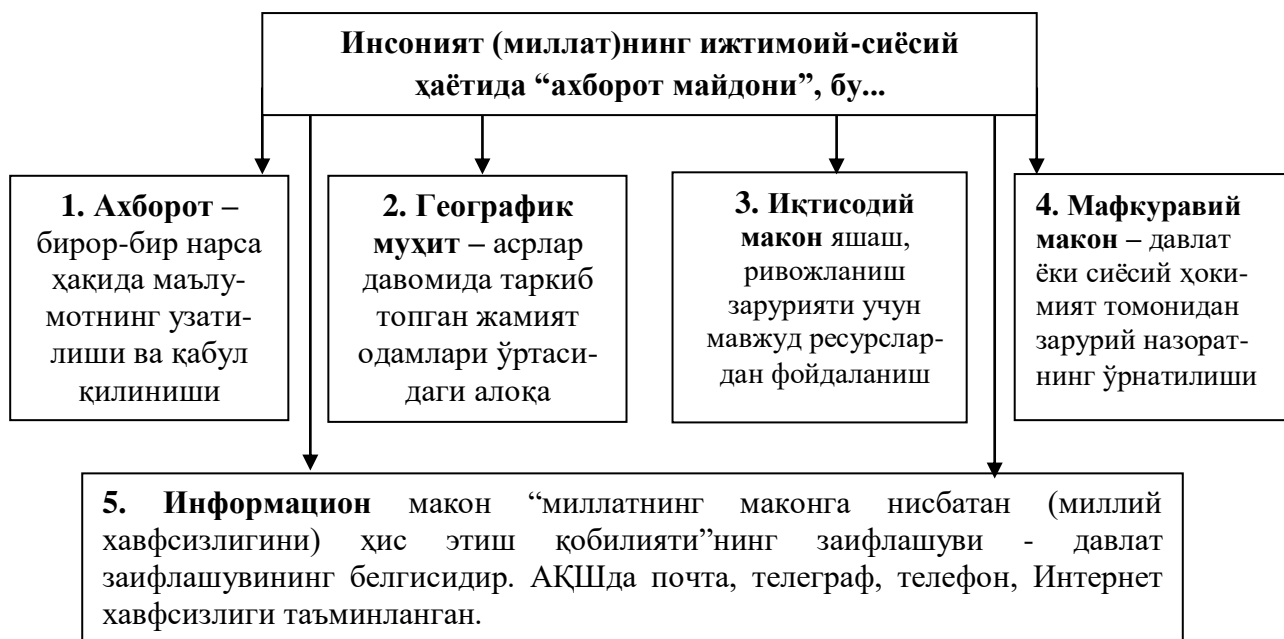 Инсоният (миллат)нинг ижтимоий-сиёсий
ҳаётида “ахборот майдони”, бу...
1. Ахборот –
бирор-бир нарса
ҳақида маълу-
мотнинг узати-
лиши ва қабул
қилиниши
2. Географик
муҳит – асрлар
давомида таркиб
топган жамият
одамлари ўртаси-
даги алоқа
3. Иқтисодий
макон яшаш,
ривожланиш
зарурияти учун
мавжуд ресурслар-
дан фойдаланиш
4. Мафкуравий
макон – давлат
ёки сиёсий ҳоки-
мият томонидан
зарурий назорат-
нинг ўрнатилиши
5. Информацион макон “миллатнинг маконга нисбатан (миллий
хавфсизлигини) ҳис этиш қобилияти”нинг заифлашуви - давлат
заифлашувининг белгисидир. АҚШда почта, телеграф, телефон, Интернет
хавфсизлиги таъминланган.